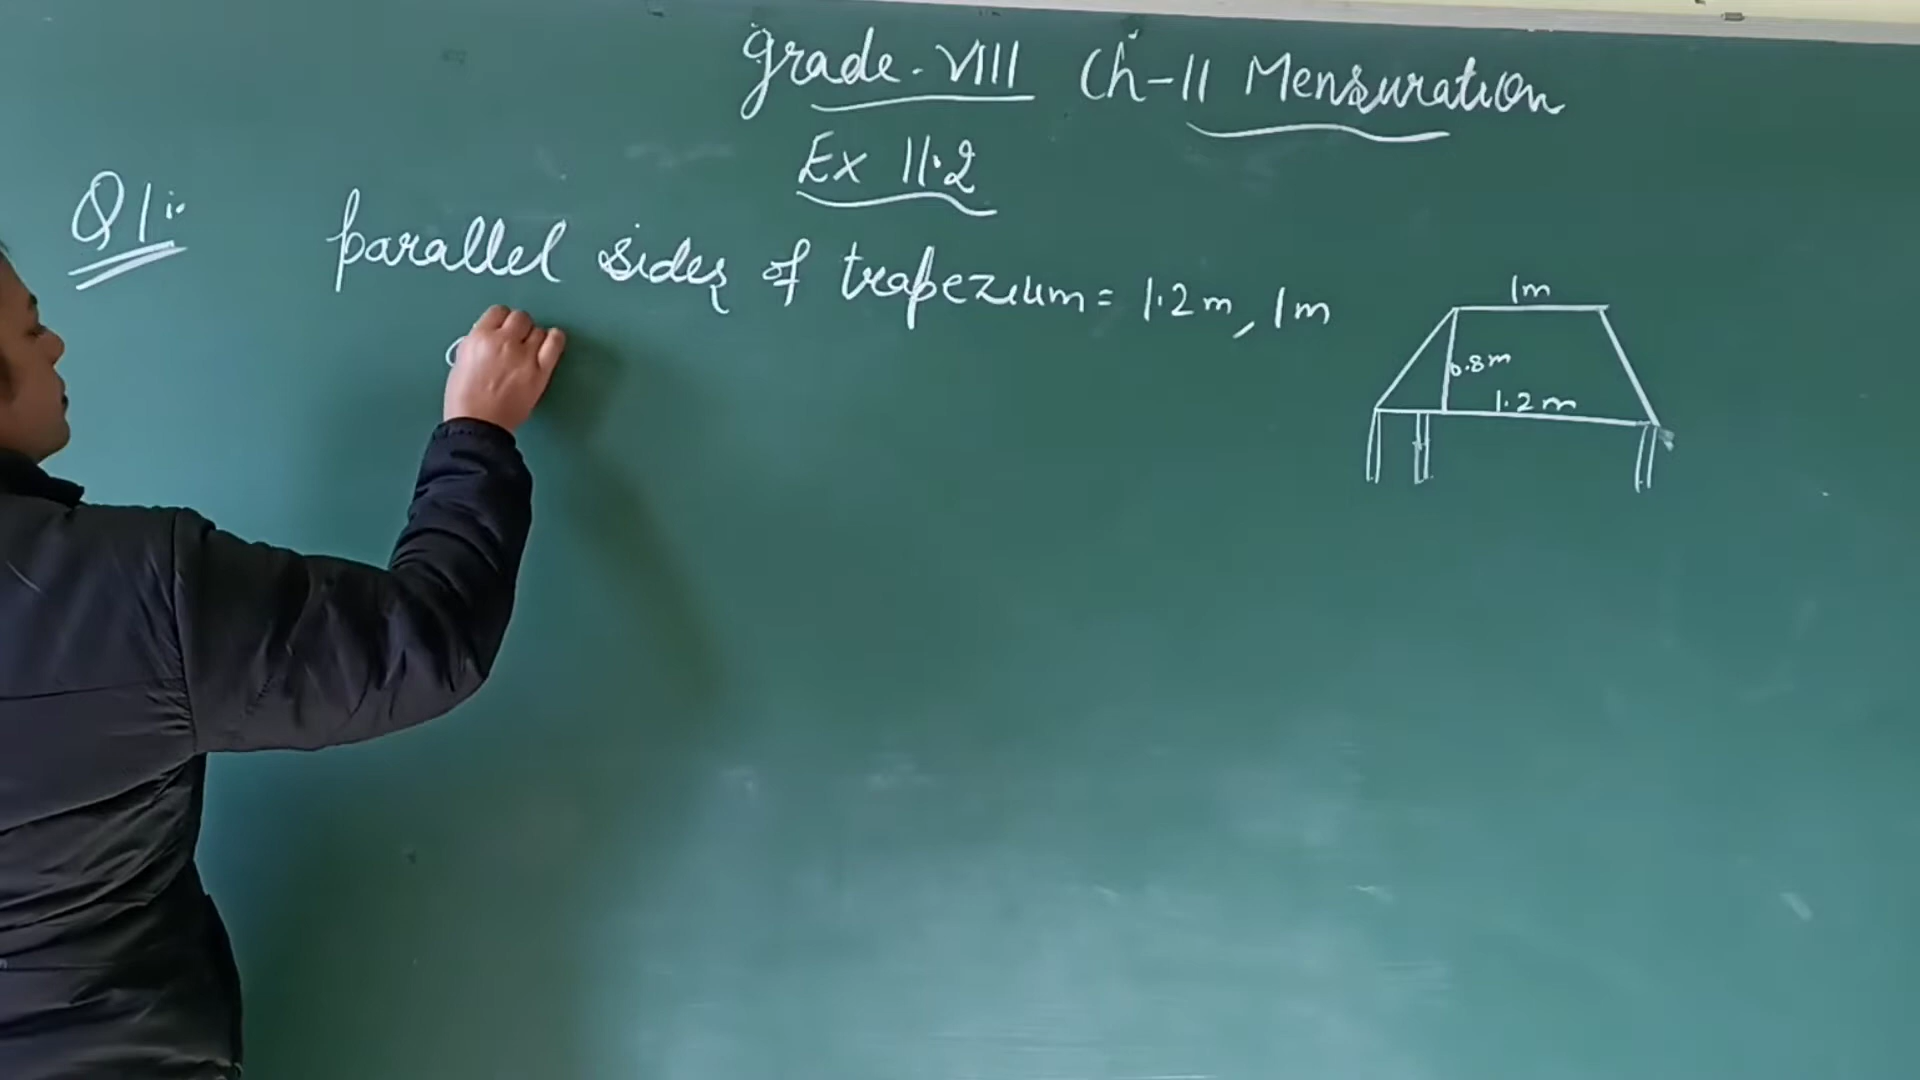 Grade-VIII Ch-11 Mensuration
Ex 11.2
Q1:
parallel sides of trapezium = 1.2 m, 1 m
1m
0.8m
1.2 m